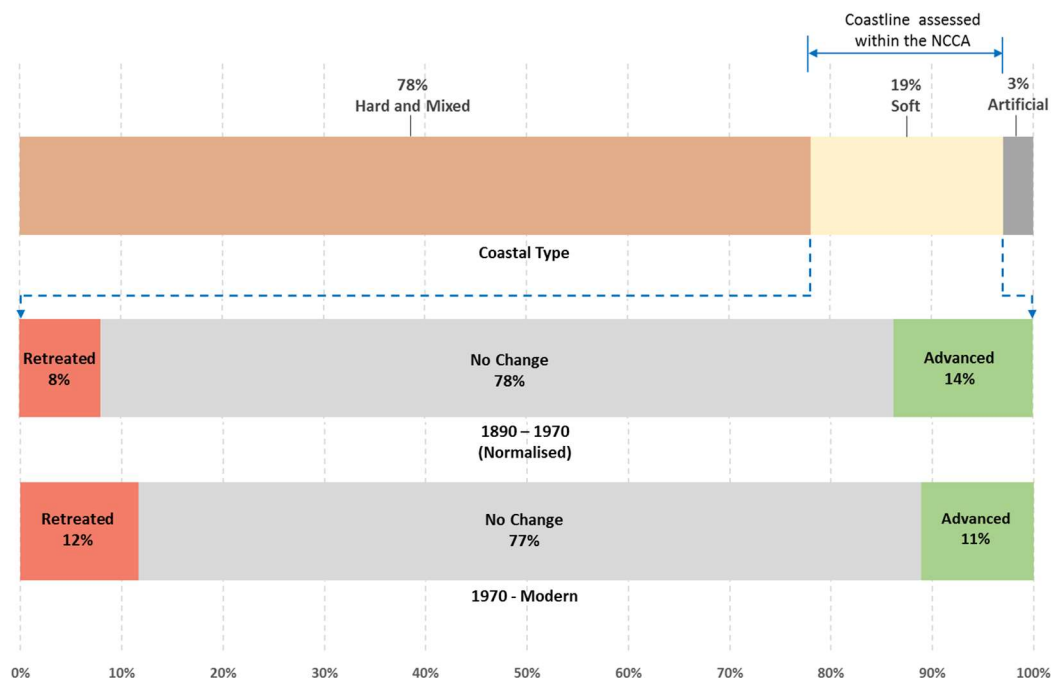 Coastline assessed
within the NCCA
78%
Hard and Mixed
19%
Soft
3%
Artificial
Coastal Type
Retreated
8%
No Change
78%
Advanced
14%
1890 – 1970
(Normalised)
Retreated
12%
No Change
77%
Advanced
11%
1970 - Modern
0% 10% 20% 30% 40% 50% 60% 70% 80% 90% 100%